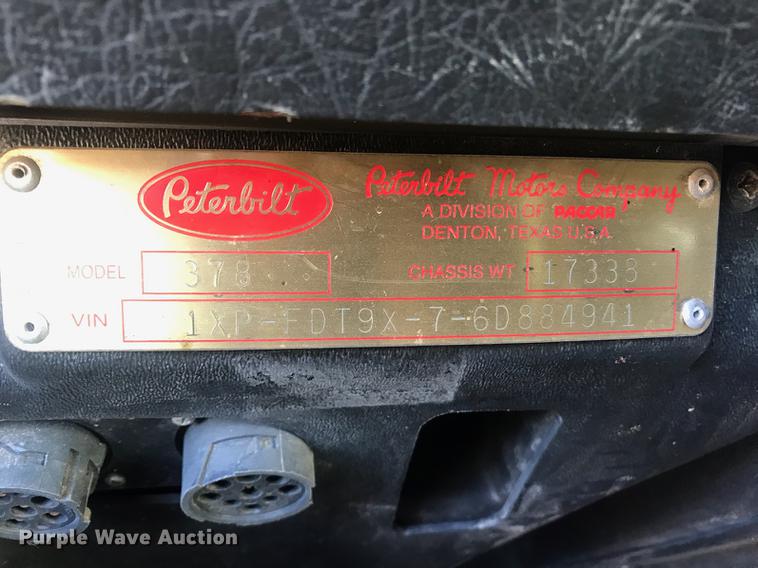 Peterbilt
Peterbilt Motors Company
A DIVISION OF PACCAR
DENTON, TEXAS U.S.A.
MODEL 378
CHASSIS WT 17338
VIN 1XP-FDT9X-7-6D884941
Purple Wave Auction®